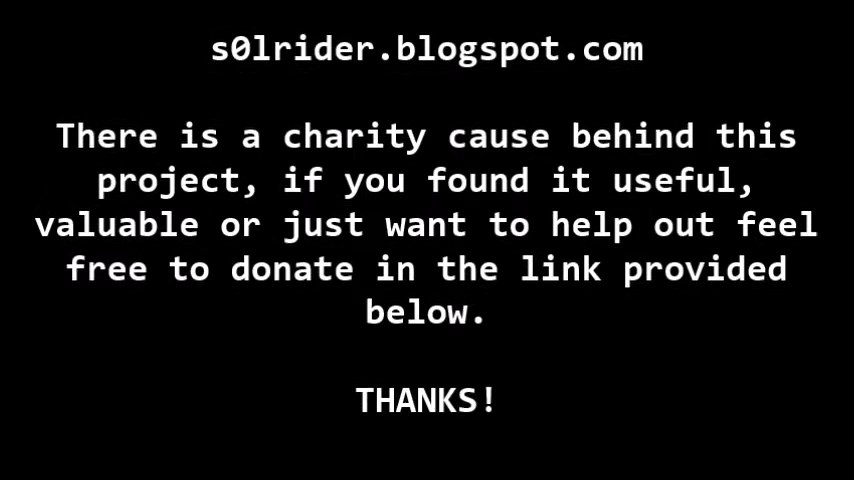 s0lrider.blogspot.com
There is a charity cause behind this
project, if you found it useful,
valuable or just want to help out feel
free to donate in the link provided
below.
THANKS!